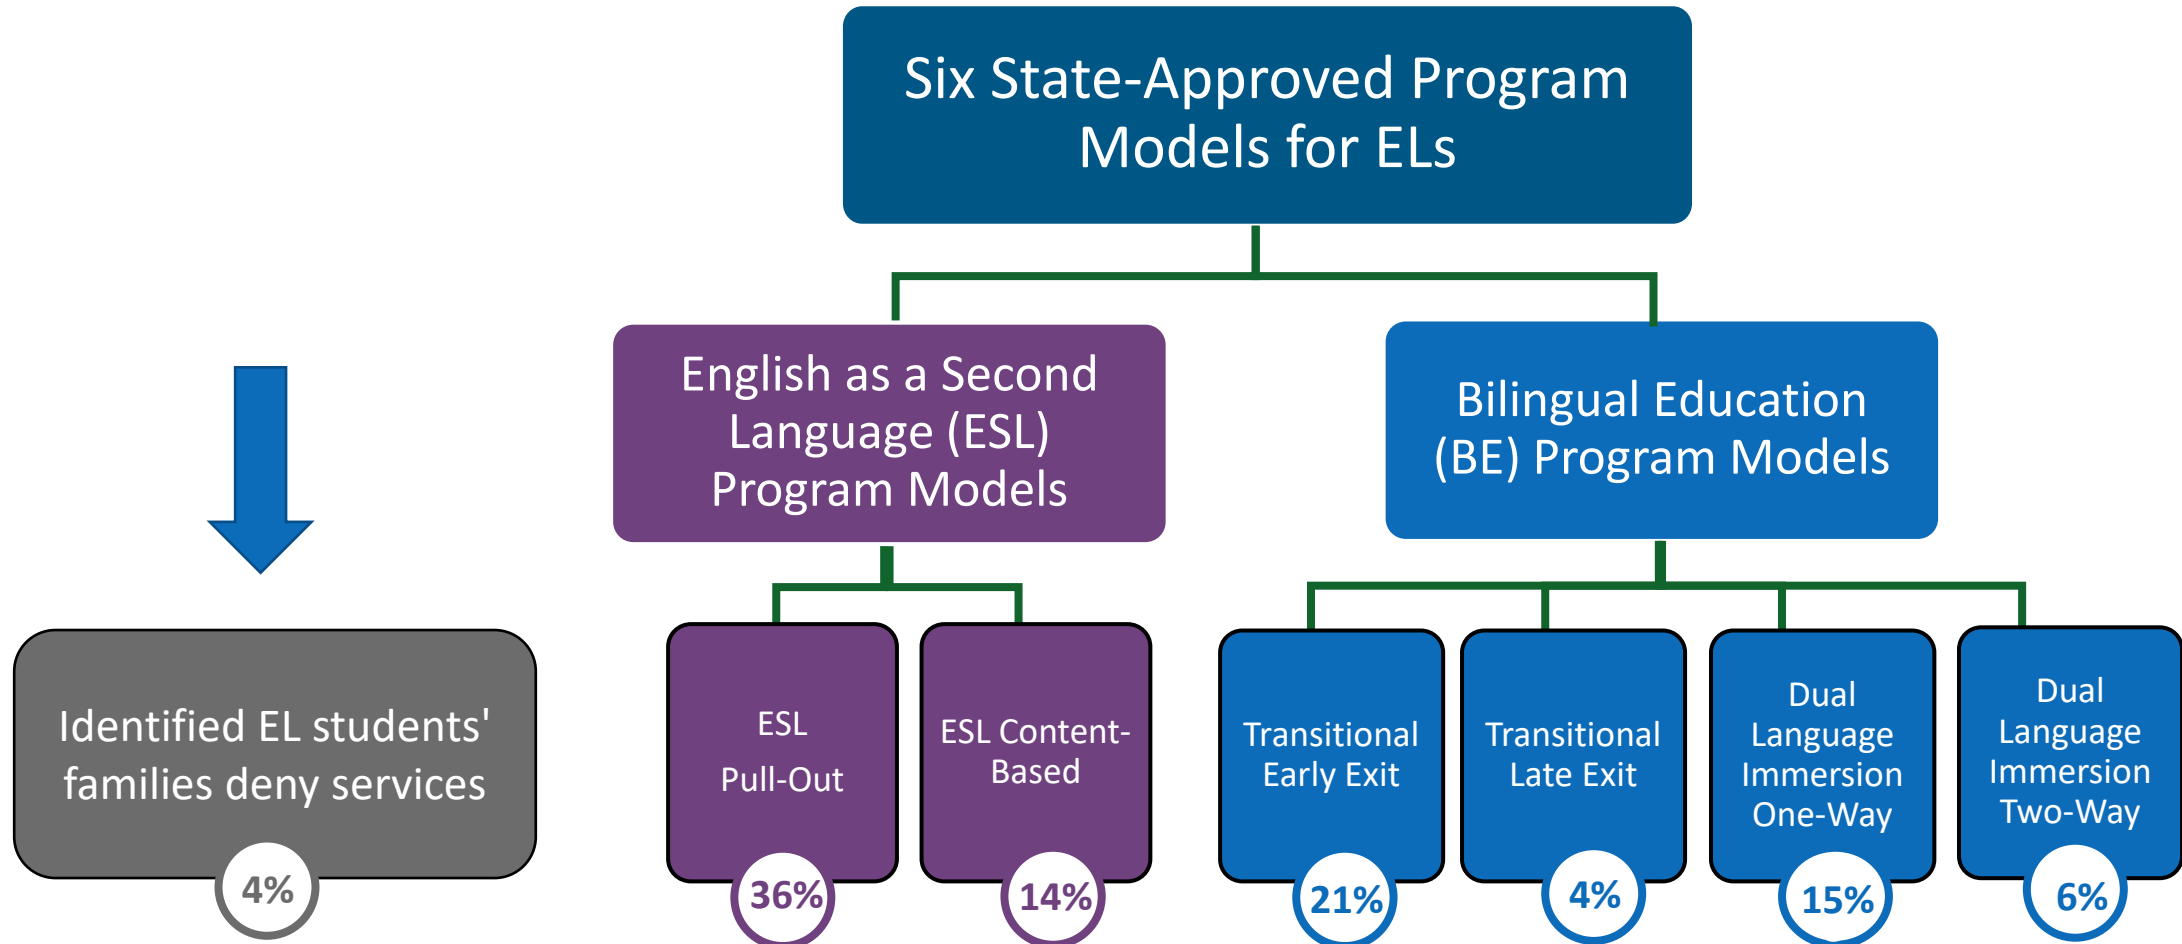 Six State-Approved Program
Models for ELs
English as a Second
Language (ESL)
Program Models
Bilingual Education
(BE) Program Models
Identified EL students'
families deny services
4%
ESL
Pull-Out
36%
ESL Content-
Based
14%
Transitional
Early Exit
21%
Transitional
Late Exit
4%
Dual
Language
Immersion
One-Way
15%
Dual
Language
Immersion
Two-Way
6%